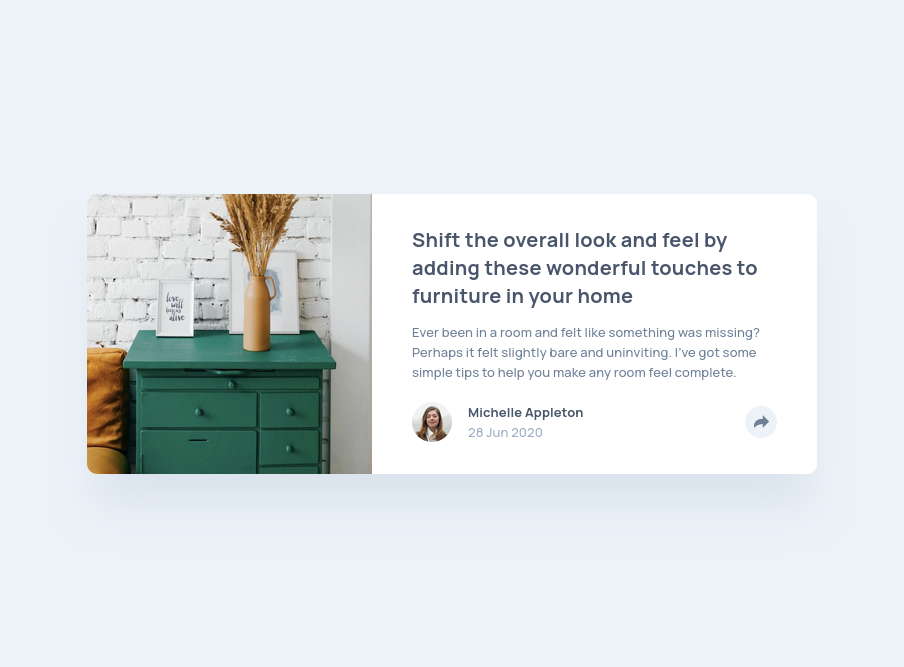 love
will
keep us
alive
Shift the overall look and feel by
adding these wonderful touches to
furniture in your home
Ever been in a room and felt like something was missing?
Perhaps it felt slightly bare and uninviting. I’ve got some
simple tips to help you make any room feel complete.
Michelle Appleton
28 Jun 2020